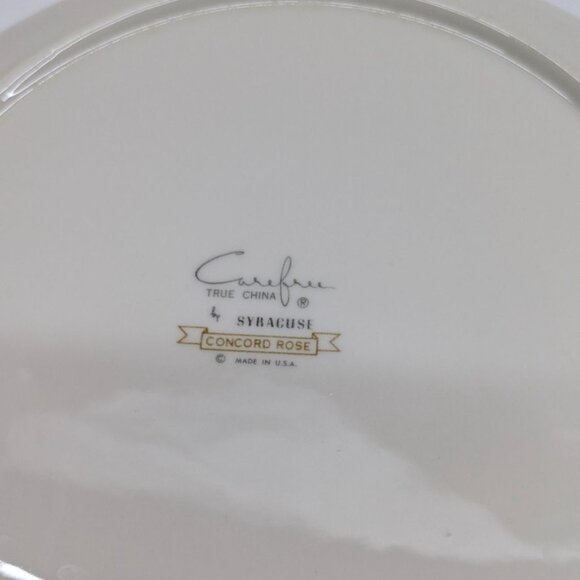 Carefree
TRUE CHINA ®
by SYRACUSE
CONCORD ROSE
© MADE IN U.S.A.